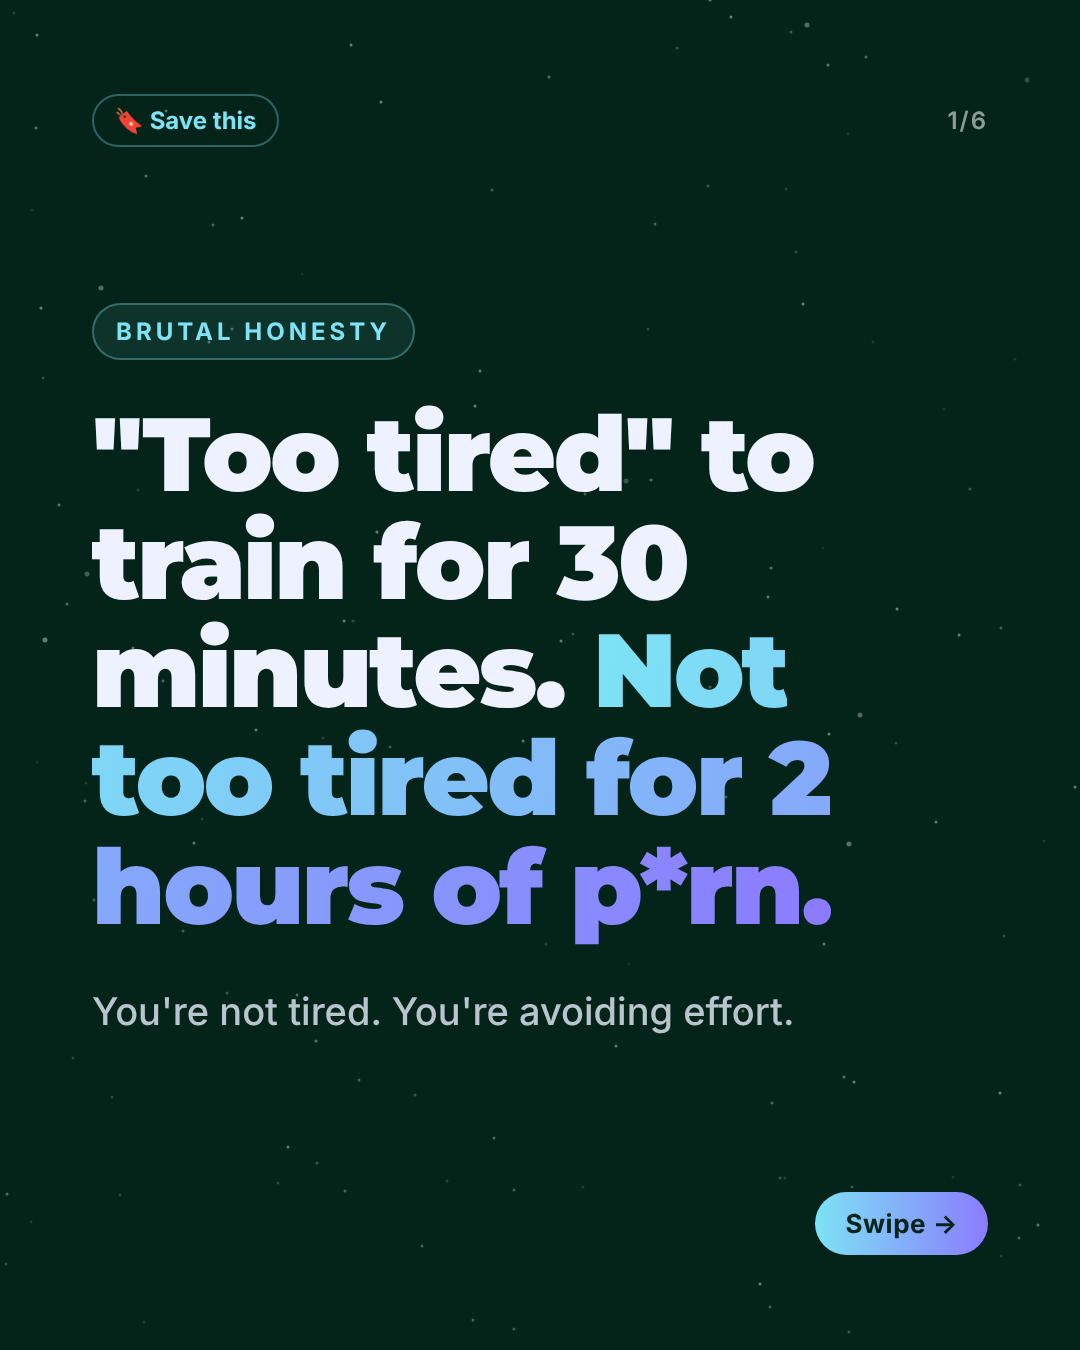 🔖 Save this
1/6
BRUTAL HONESTY
"Too tired" to
train for 30
minutes. Not
too tired for 2
hours of p*rn.
You're not tired. You're avoiding effort.
Swipe →